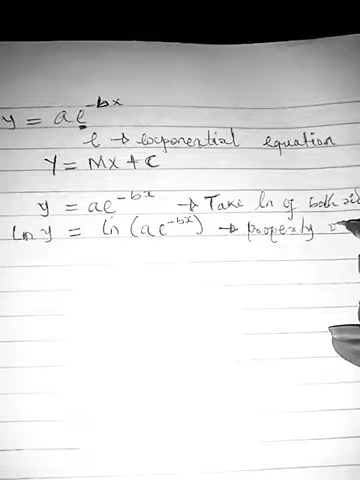 y = ae^-bx
e → exponential equation
Y = MX + C
y = ae^-bx → Take ln of both
ln y = ln (ae^-bx) → property